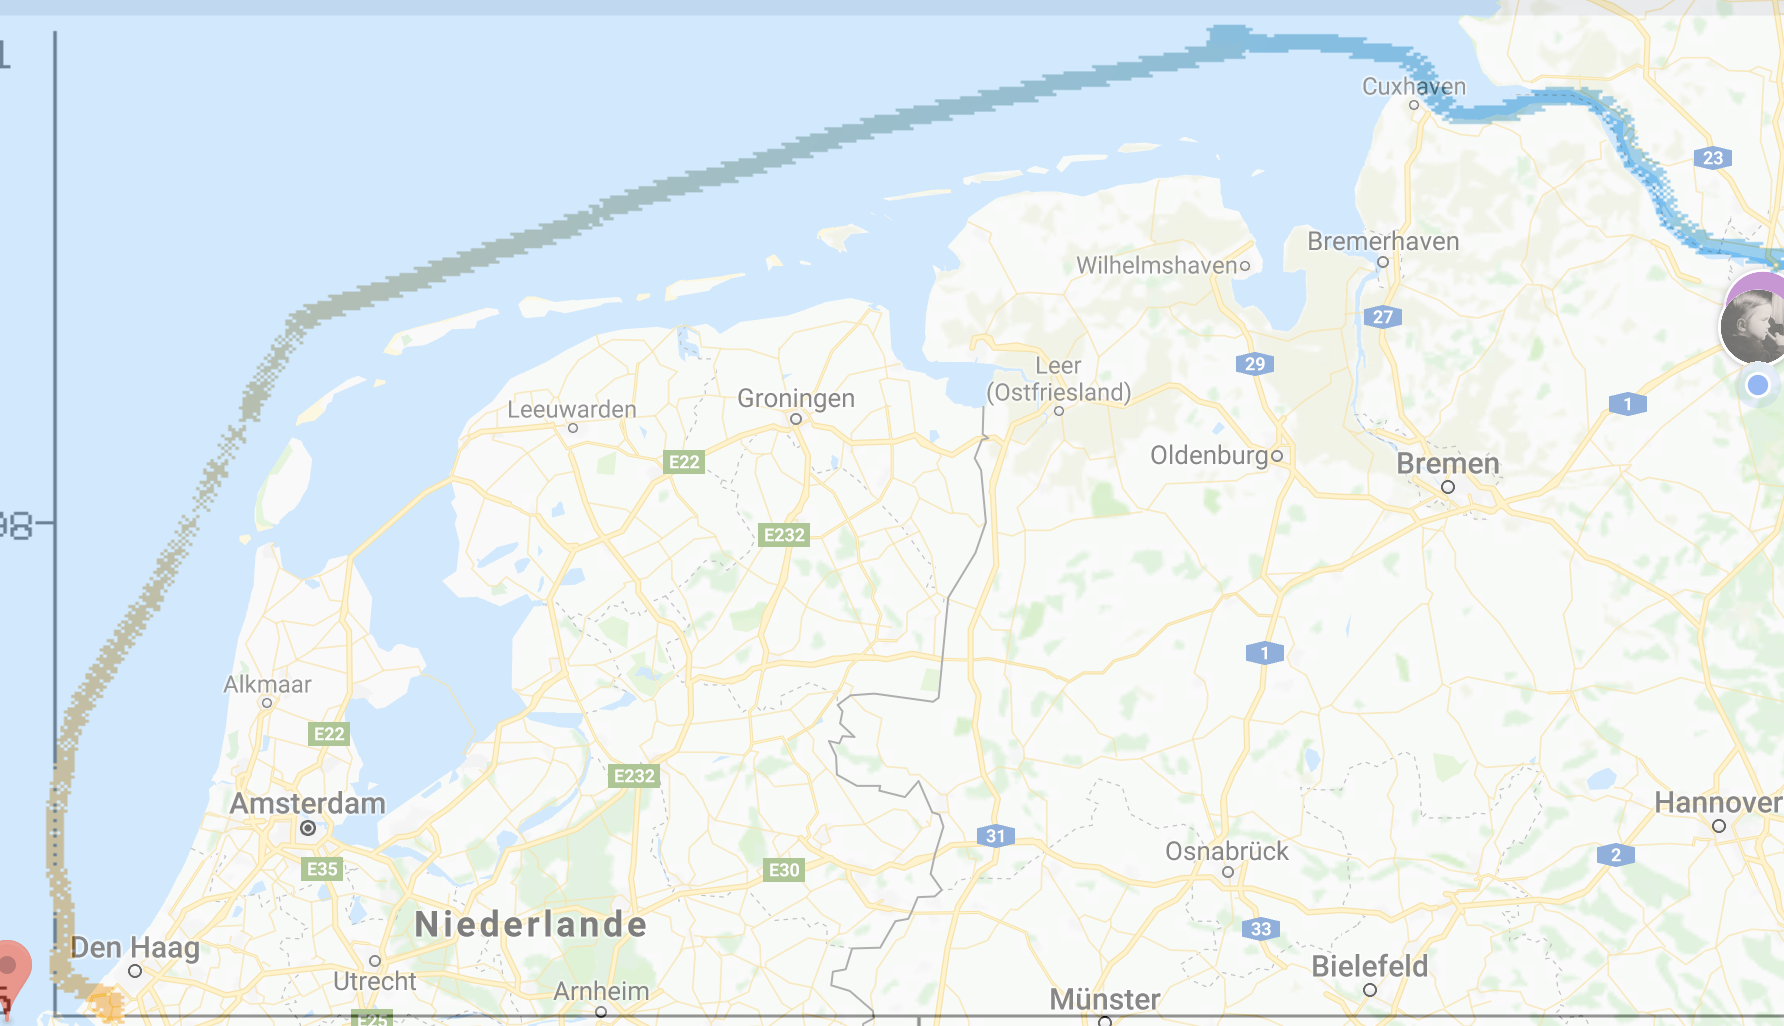 1
Cuxhaven
23
Bremerhaven
Wilhelmshaven
27
29
Leer
(Ostfriesland)
1
Leeuwarden
Groningen
E22
Oldenburg
Bremen
98
E232
1
Alkmaar
E22
E232
Amsterdam
Hannover
31
Osnabrück
2
E35
E30
Niederlande
33
Den Haag
Utrecht
Bielefeld
Arnheim
Münster
E25